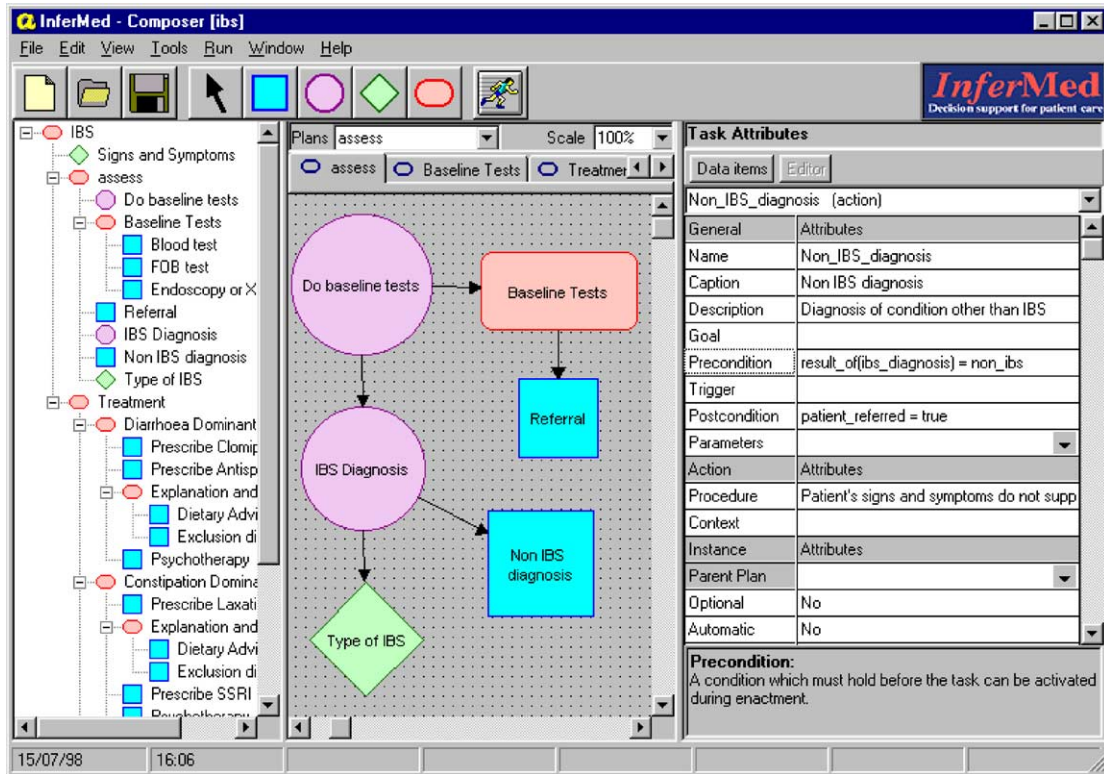 InferMed - Composer [ibs]
File Edit View Tools Run Window Help
InferMed
Decision support for patient care
IBS
Signs and Symptoms
assess
Do baseline tests
Baseline Tests
Blood test
FOB test
Endoscopy or X
Referral
IBS Diagnosis
Non IBS diagnosis
Type of IBS
Treatment
Diarrhoea Dominant
Prescribe Clomip
Prescribe Antisp
Explanation and
Dietary Advi
Exclusion di
Psychotherapy
Constipation Domina
Prescribe Laxati
Explanation and
Dietary Advi
Exclusion di
Prescribe SSRI
Psychotherapy
Plans assess Scale 100%
assess Baseline Tests Treatmer
Do baseline tests
Baseline Tests
Referral
IBS Diagnosis
Non IBS
diagnosis
Type of IBS
Task Attributes
Data items Editor
Non_IBS_diagnosis (action)
General Attributes
Name Non_IBS_diagnosis
Caption Non IBS diagnosis
Description Diagnosis of condition other than IBS
Goal
Precondition result_of(ibs_diagnosis) = non_ibs
Trigger
Postcondition patient_referred = true
Parameters
Action Attributes
Procedure Patient's signs and symptoms do not supp
Context
Instance Attributes
Parent Plan
Optional No
Automatic No
Precondition:
A condition which must hold before the task can be activated
during enactment.
15/07/98 16:06